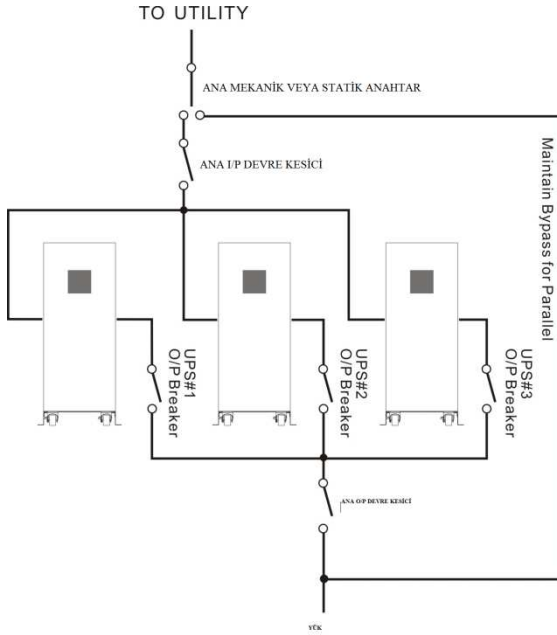 TO UTILITY
ANA MEKANİK VEYA STATİK ANAHTAR
ANA I/P DEVRE KESİCİ
Maintain Bypass for Parallel
UPS#1
O/P Breaker
UPS#2
O/P Breaker
UPS#3
O/P Breaker
ANA O/P DEVRE KESİCİ
YÜK